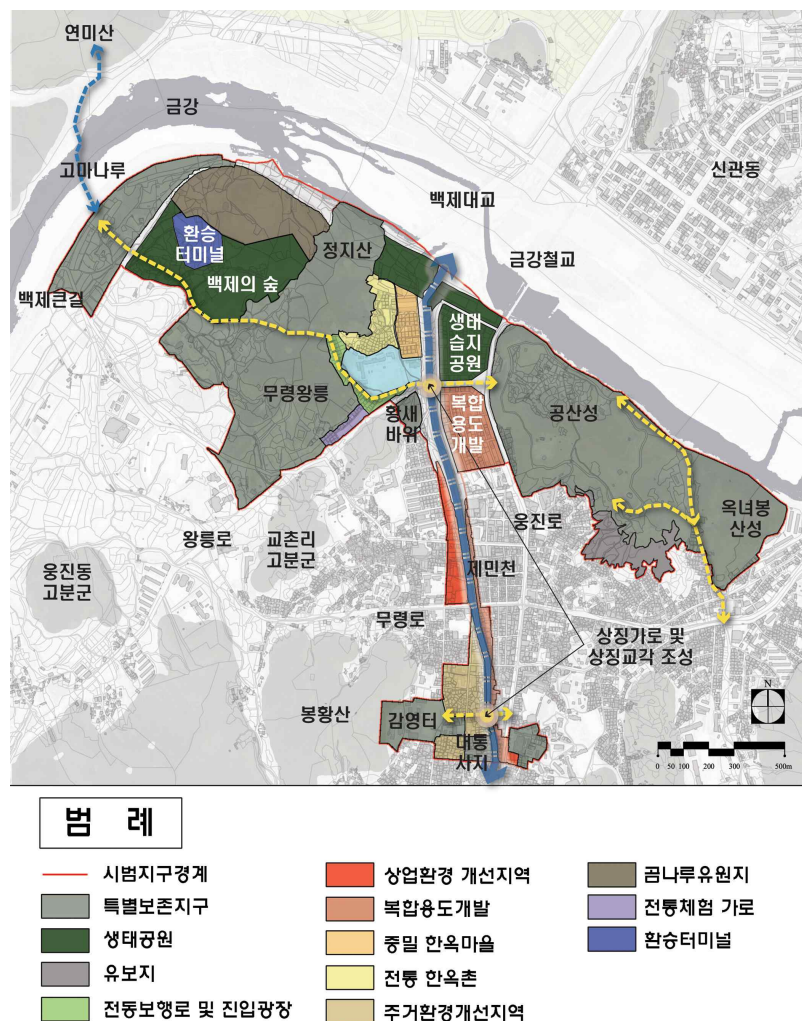 연미산
금강
고마나루
신관동
백제대교
환승
터미널
정지산
금강철교
백제의 숲
백제큰길
생태
습지
공원
무령왕릉
황새
바위
복합
용도
개발
공산성
옥녀봉
산성
왕릉로
교촌리
고분군
웅진로
웅진동
고분군
제민천
무령로
상징가로 및
상징교각 조성
봉황산
감영터
대통
사지
N
0 50 100 200 300 500m
범 례
시범지구경계
특별보존지구
생태공원
유보지
전동보행로 및 진입광장
상업환경 개선지역
복합용도개발
중밀 한옥마을
전통 한옥촌
주거환경개선지역
곰나루유원지
전통체험 가로
환승터미널